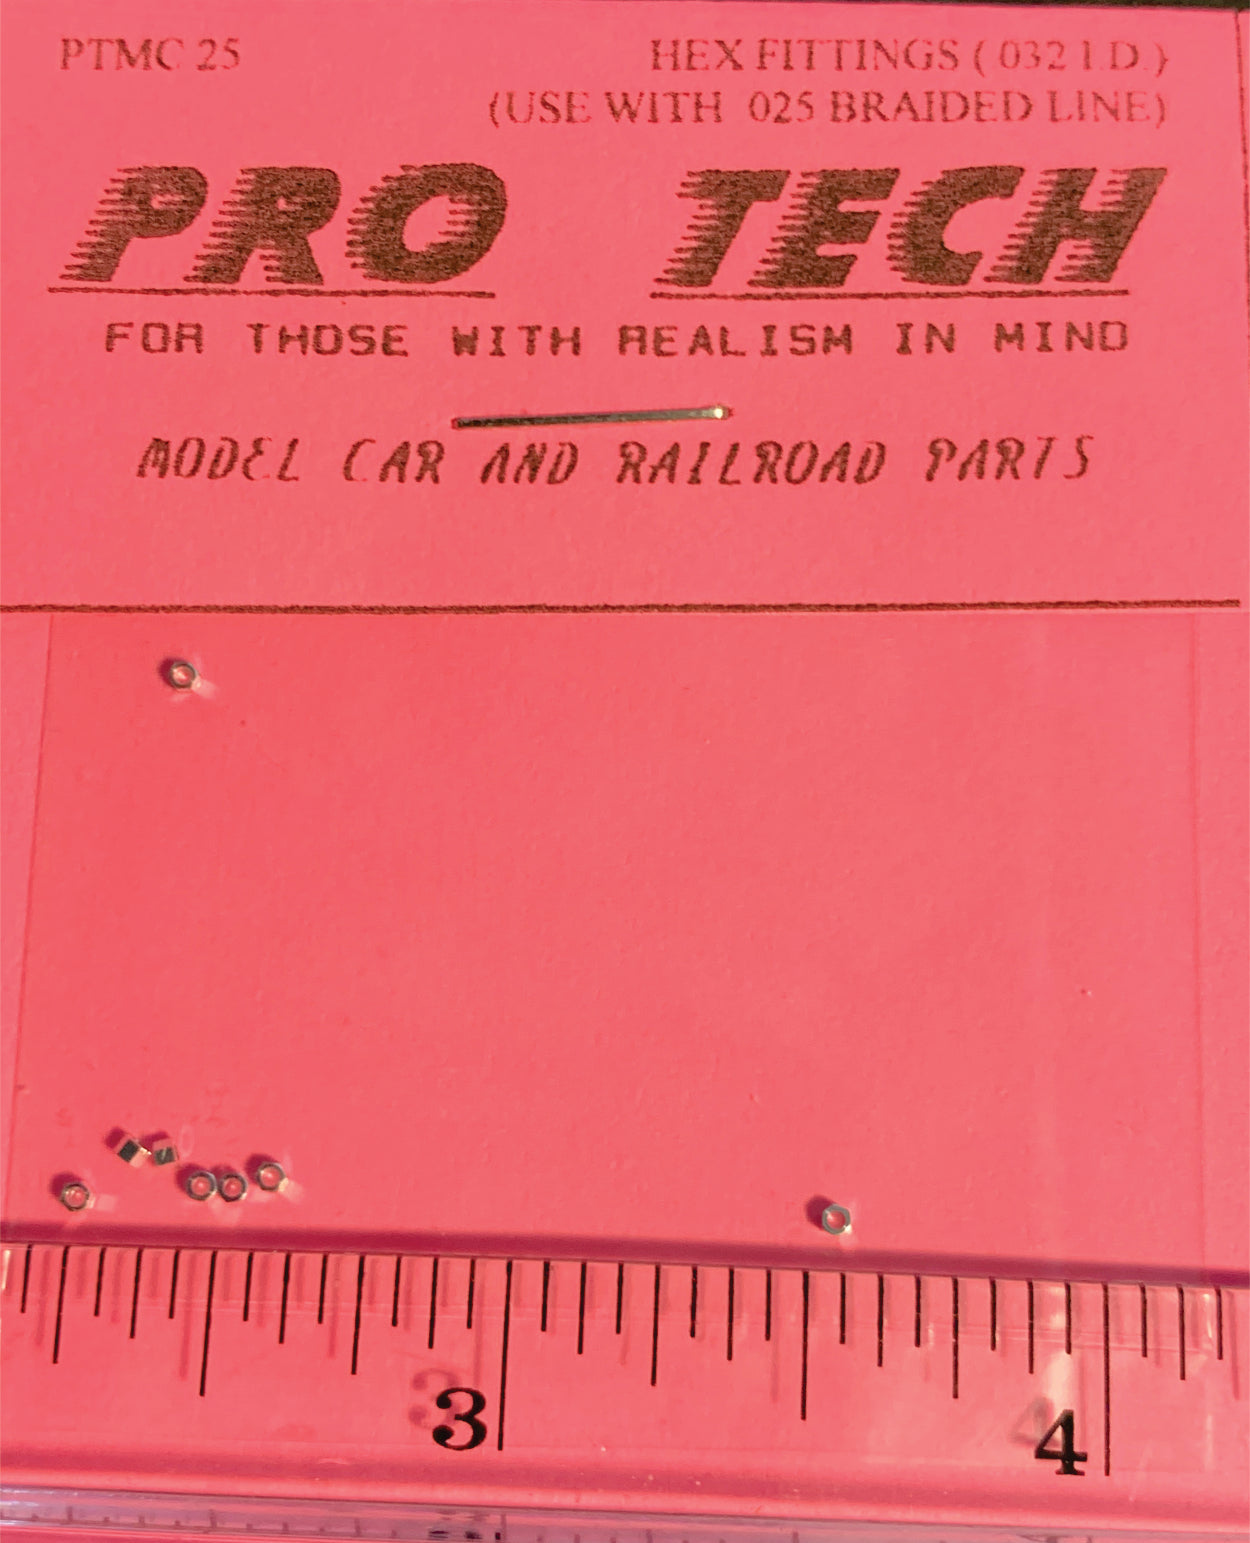 PTMC 25
HEX FITTINGS (.032 I.D.)
(USE WITH .025 BRAIDED LINE)
PRO TECH
FOR THOSE WITH REALISM IN MIND
MODEL CAR AND RAILROAD PARTS
3
4